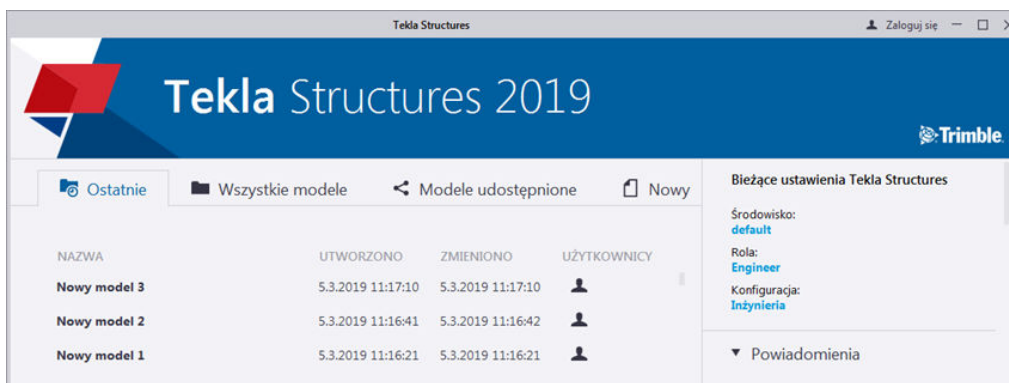 Tekla Structures
Zaloguj się
Tekla Structures 2019
Trimble.
Ostatnie
Wszystkie modele
Modele udostępnione
Nowy
NAZWA UTWORZONO ZMIENIONO UŻYTKOWNICY
Nowy model 3 5.3.2019 11:17:10 5.3.2019 11:17:10
Nowy model 2 5.3.2019 11:16:41 5.3.2019 11:16:42
Nowy model 1 5.3.2019 11:16:21 5.3.2019 11:16:21
Bieżące ustawienia Tekla Structures
Środowisko:
default
Rola:
Engineer
Konfiguracja:
Inżynieria
Powiadomienia